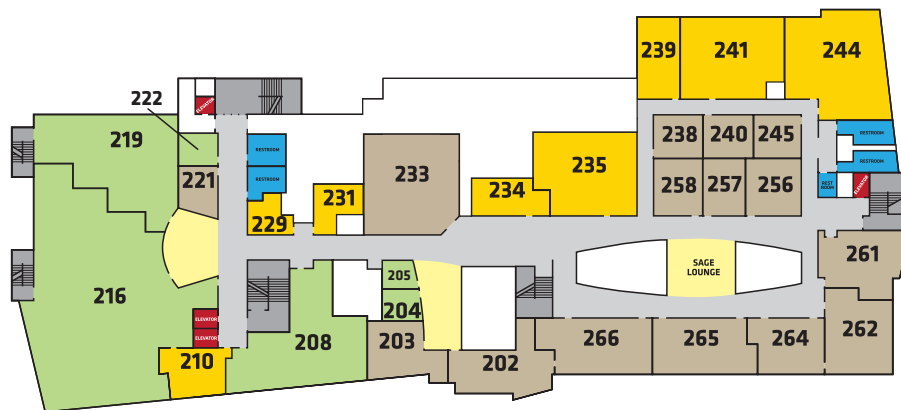 239
241
244
222
ELEVATOR
219
238
240
245
RESTROOM
RESTROOM
RESTROOM
233
235
221
RESTROOM
258
257
256
REST
ROOM
ELEVATOR
231
234
229
261
SAGE
LOUNGE
205
216
204
262
ELEVATOR
ELEVATOR
208
203
266
265
264
210
202